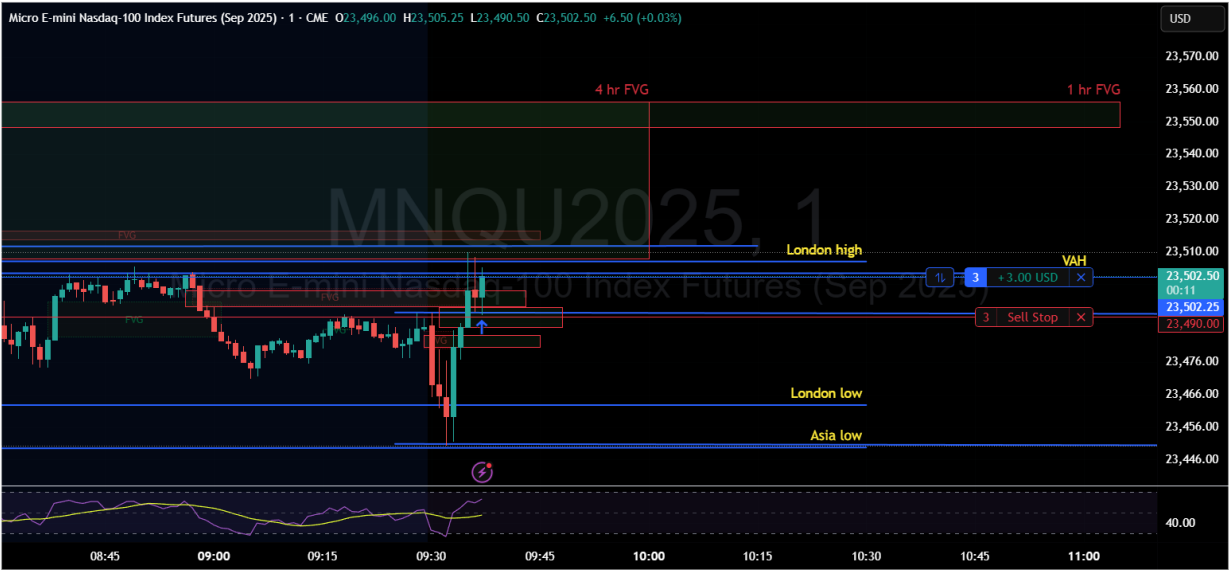 Micro E-mini Nasdaq-100 Index Futures (Sep 2025) · 1 · CME O23,496.00 H23,505.25 L23,490.50 C23,502.50 +6.50 (+0.03%)
USD
23,570.00
4 hr FVG
1 hr FVG
23,560.00
23,550.00
23,540.00
23,530.00
MNQU2025, 1
23,520.00
FVG
London high
23,510.00
VAH
Micro E-mini Nasdaq-100 Index Futures (Sep 2025)
3 +3.00 USD
23,502.50
00:11
FVG
23,502.25
FVG
3 Sell Stop
23,490.00
FVG
23,476.00
London low
23,466.00
Asia low
23,456.00
23,446.00
40.00
08:45 09:00 09:15 09:30 09:45 10:00 10:15 10:30 10:45 11:00